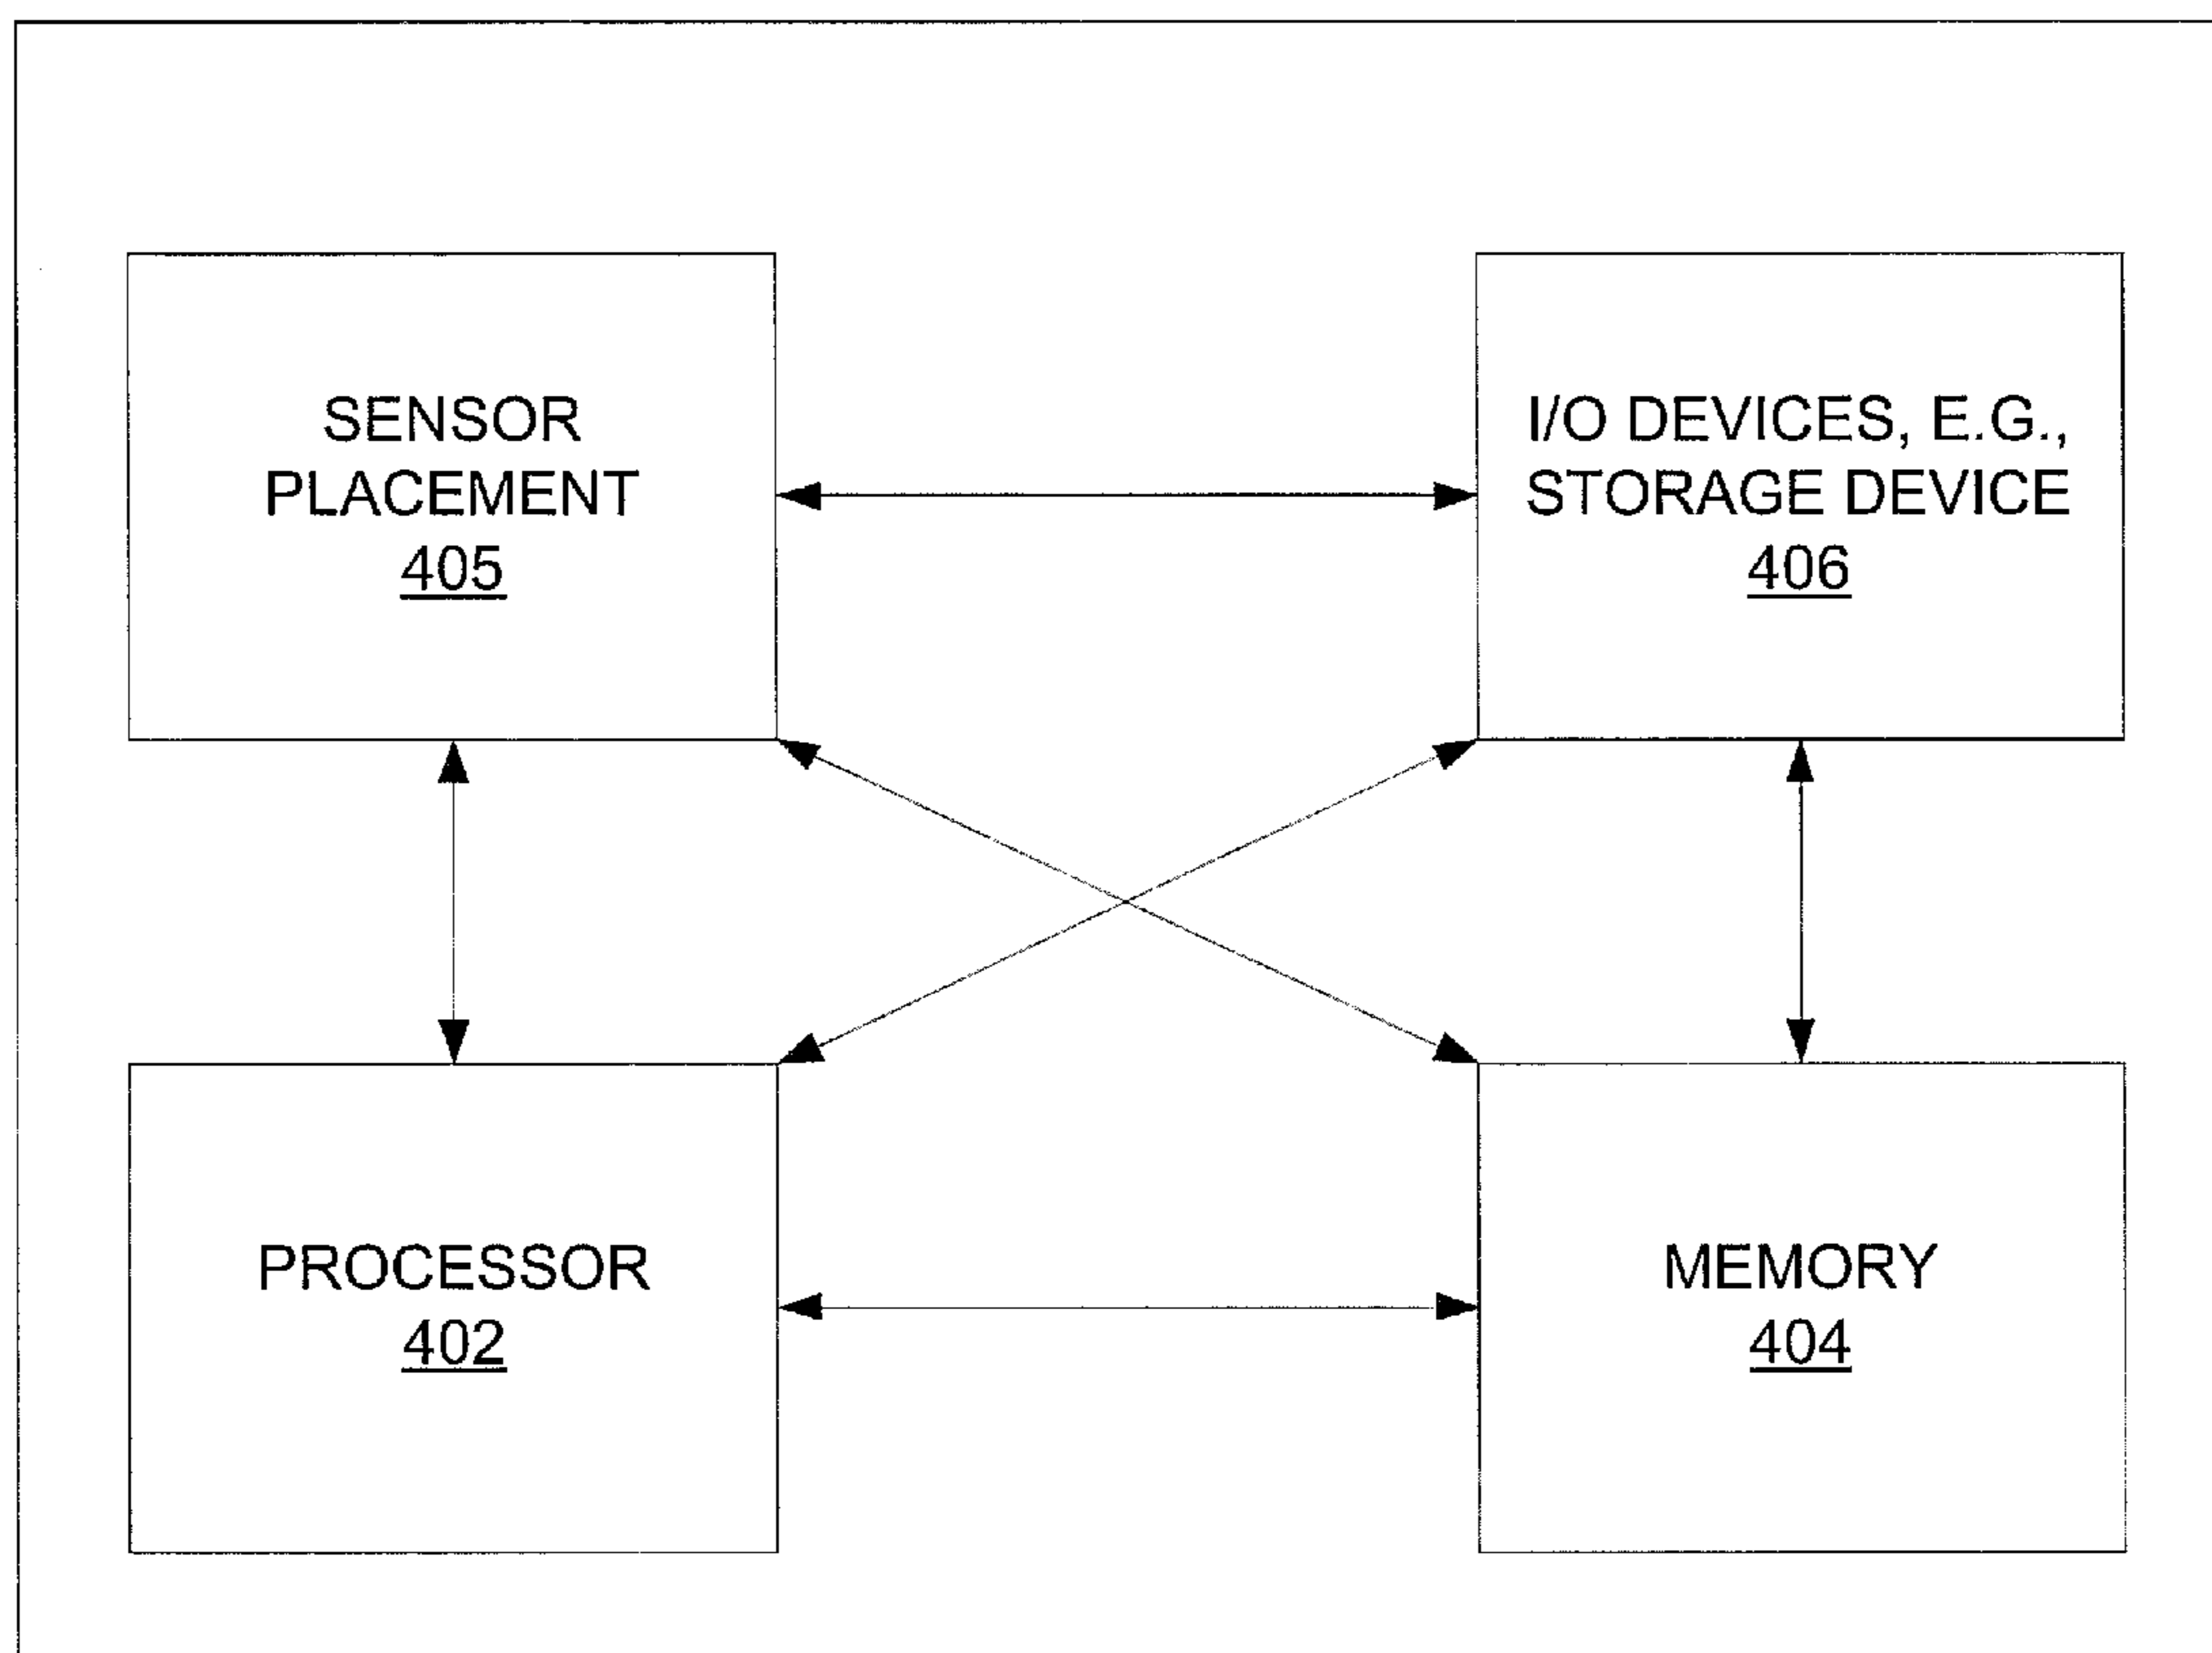 SENSOR
PLACEMENT
405
I/O DEVICES, E.G.,
STORAGE DEVICE
406
PROCESSOR
402
MEMORY
404